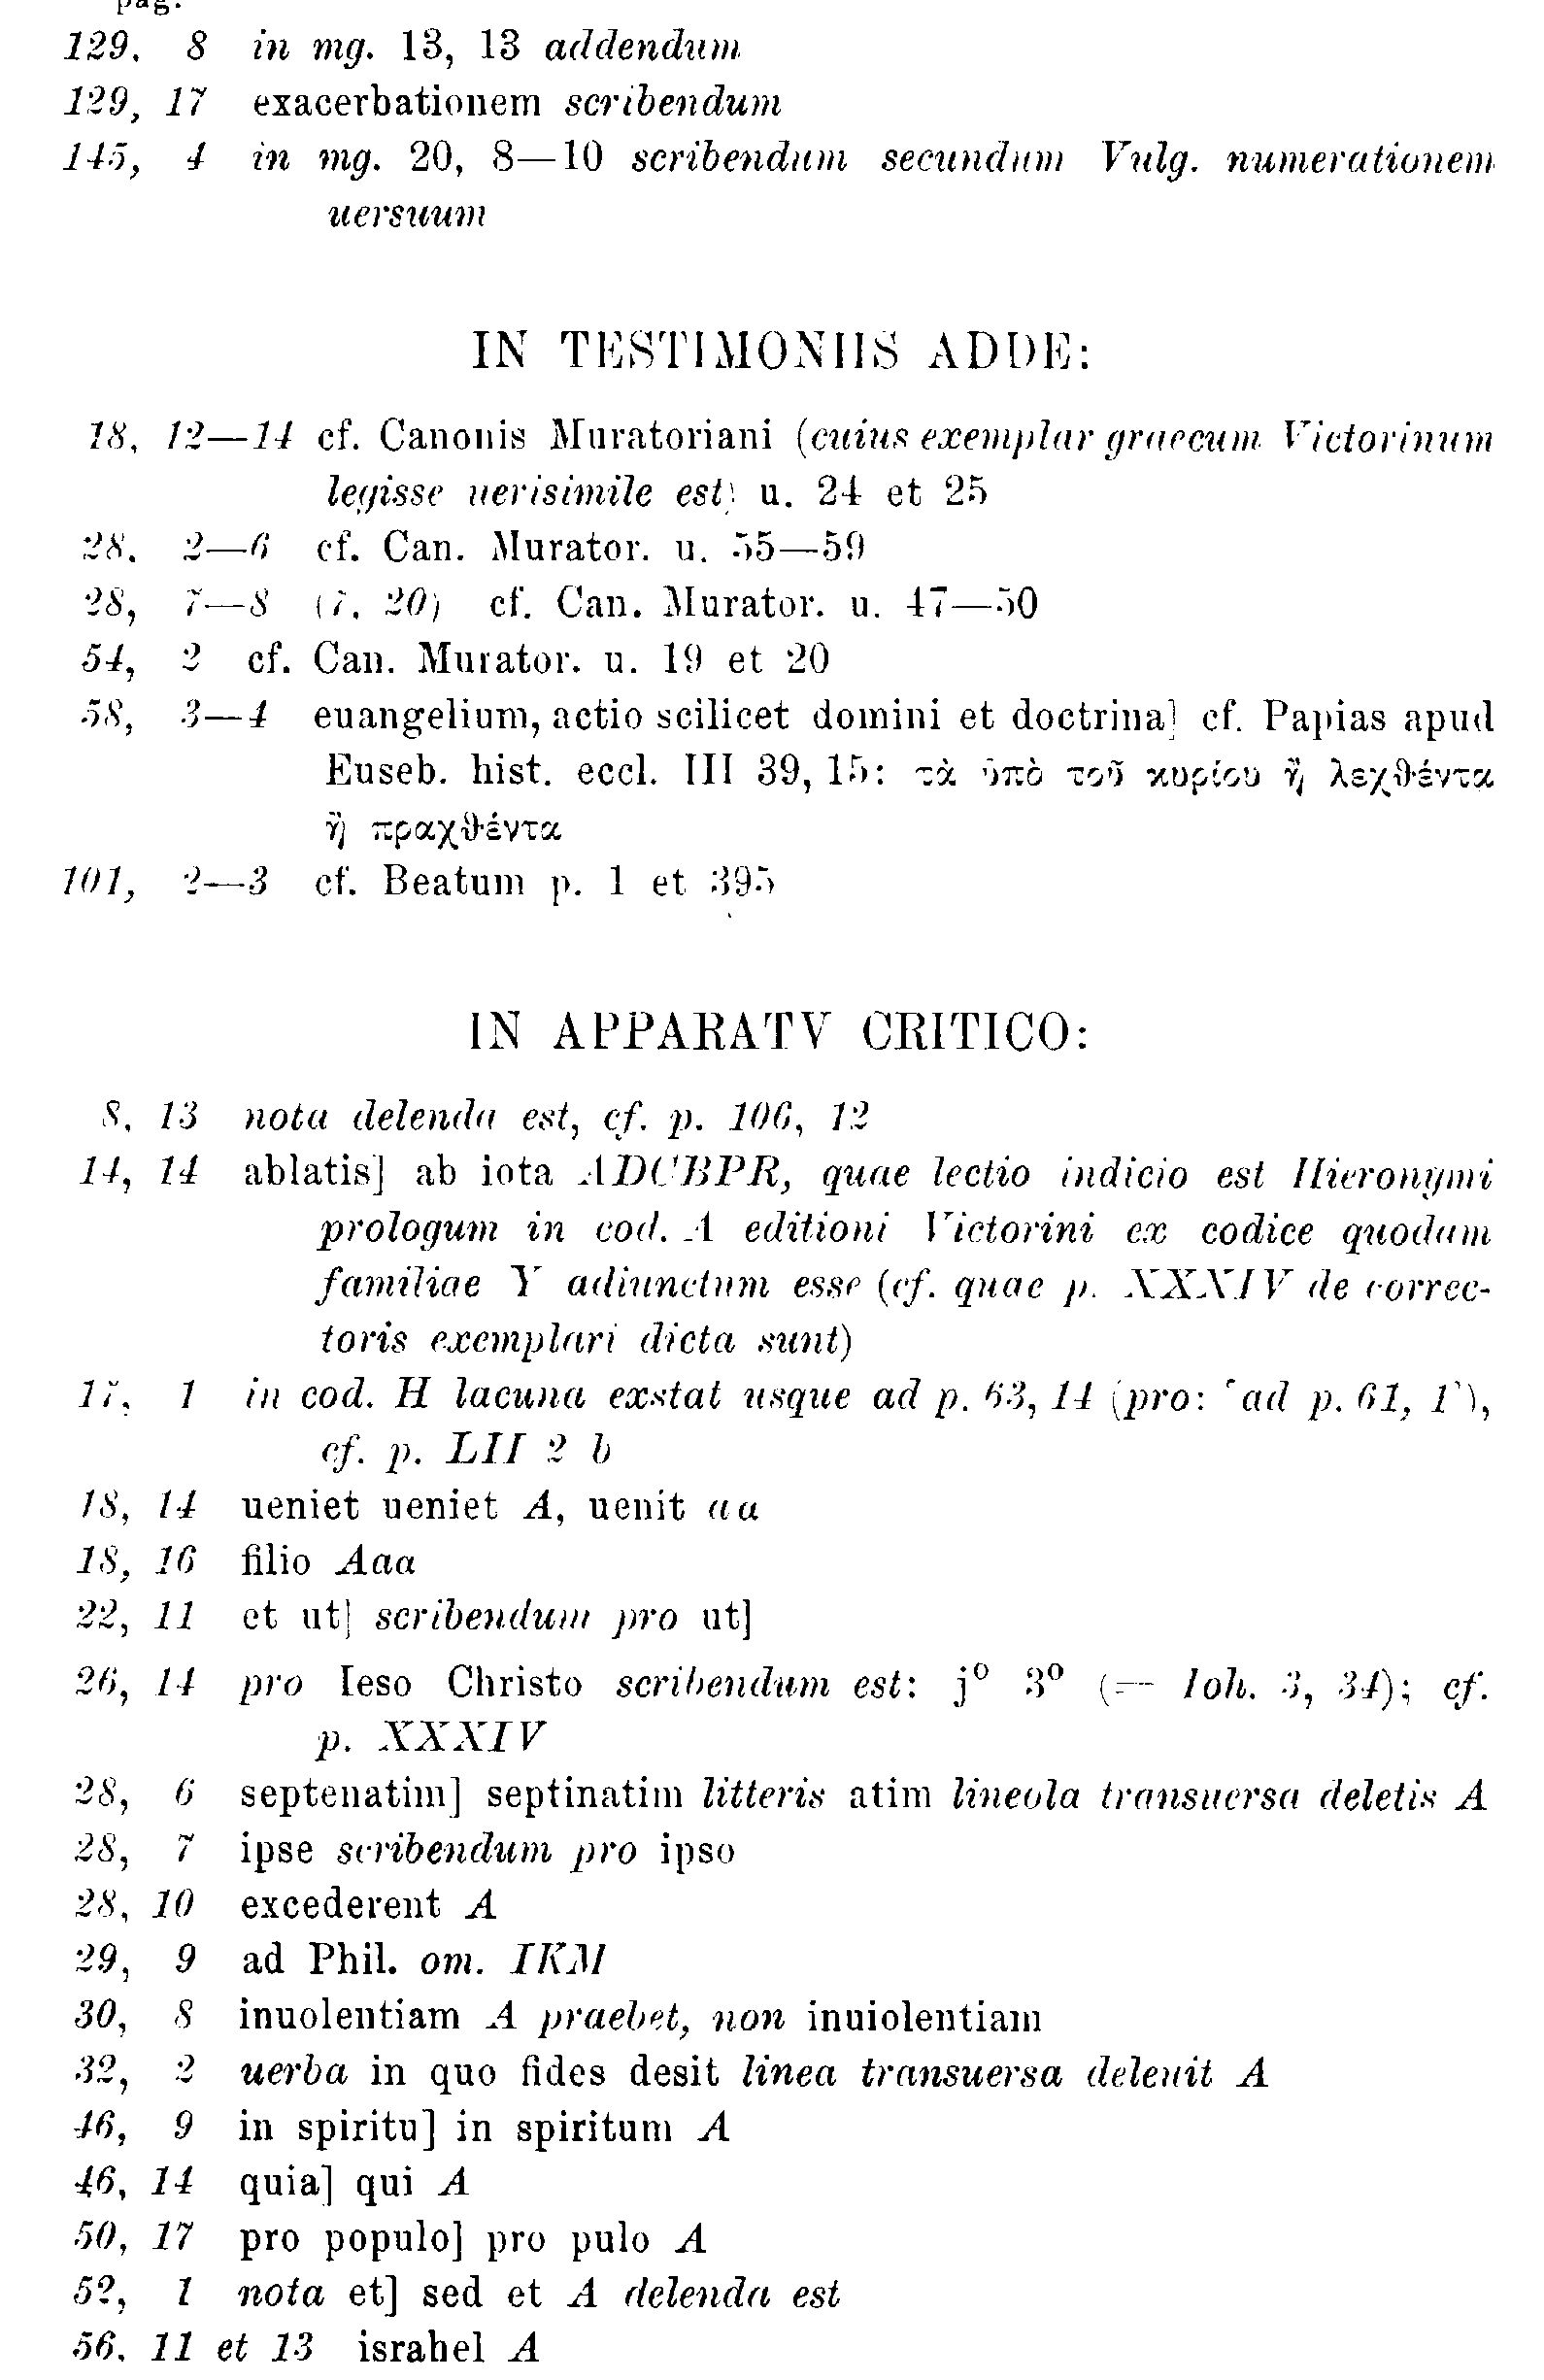 pag.
129, 8 in mg. 13, 13 addendum
129, 17 exacerbationem scribendum
145, 4 in mg. 20, 8—10 scribendum secundum Vulg. numerationem
uersuum
IN TESTIMONIIS ADDE:
18, 12—14 cf. Canonis Muratoriani (cuius exemplar graecum Victorinum
legisse uerisimile est) u. 24 et 25
28, 2—6 cf. Can. Murator. u. 55—59
28, 7—8 (7, 20) cf. Can. Murator. u. 47—50
54, 2 cf. Can. Murator. u. 19 et 20
58, 3—4 euangelium, actio scilicet domini et doctrina] cf. Papias apud
Euseb. hist. eccl. III 39, 15: τὰ ὑπὸ τοῦ κυρίου ἢ λεχθέντα
ἢ πραχθέντα
101, 2—3 cf. Beatum p. 1 et 395
IN APPARATV CRITICO:
8, 13 nota delenda est, cf. p. 106, 12
14, 14 ablatis] ab iota ADCBPR, quae lectio indicio est Hieronymi
prologum in cod. A editioni Victorini ex codice quodam
familiae Y adiunctum esse (cf. quae p. XXXIV de correc-
toris exemplari dicta sunt)
17, 1 in cod. H lacuna exstat usque ad p. 63, 14 (pro: 'ad p. 61, 1'),
cf. p. LII 2 b
18, 14 ueniet ueniet A, uenit aa
18, 16 filio Aaa
22, 11 et ut] scribendum pro ut]
26, 14 pro Ieso Christo scribendum est: jº 3º (= Ioh. 3, 34); cf.
p. XXXIV
28, 6 septenatim] septinatim litteris atim lineola transuersa deletis A
28, 7 ipse scribendum pro ipso
28, 10 excederent A
29, 9 ad Phil. om. IKM
30, 8 inuolentiam A praebet, non inuiolentiam
32, 2 uerba in quo fides desit linea transuersa deleuit A
46, 9 in spiritu] in spiritum A
46, 14 quia] qui A
50, 17 pro populo] pro pulo A
52, 1 nota et] sed et A delenda est
56, 11 et 13 israhel A